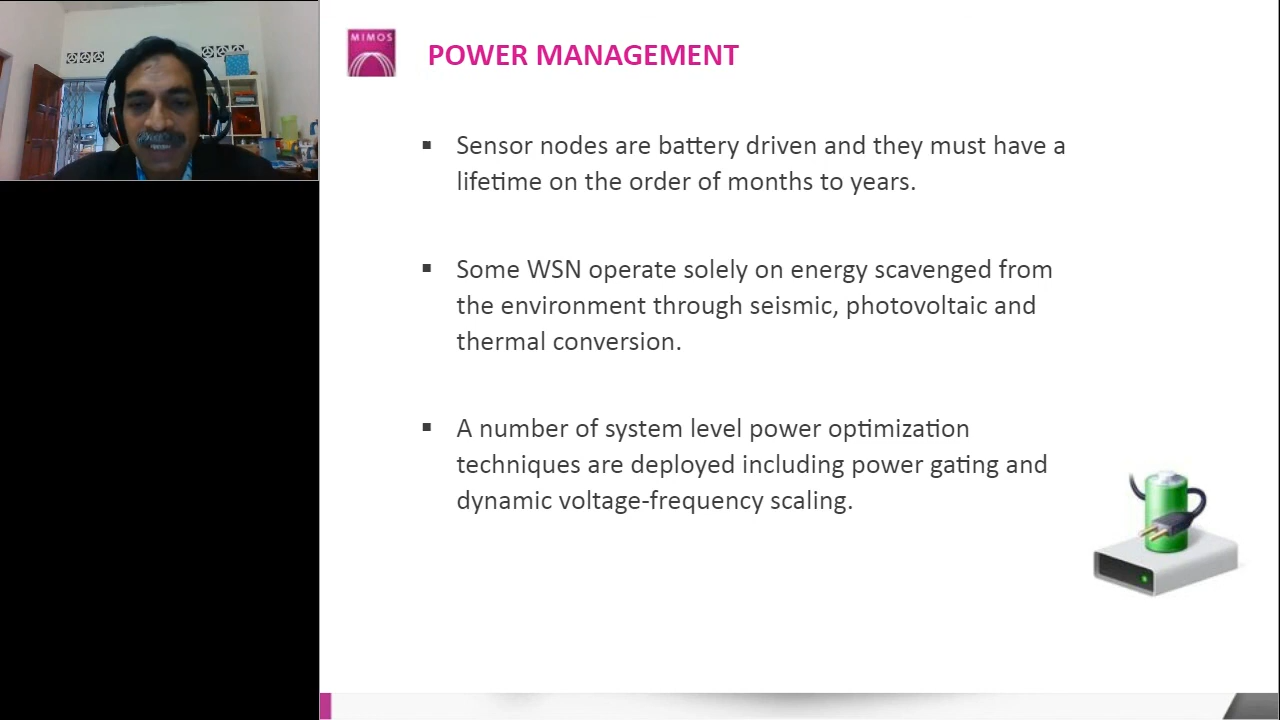 MIMOS
POWER MANAGEMENT
▪ Sensor nodes are battery driven and they must have a
lifetime on the order of months to years.
▪ Some WSN operate solely on energy scavenged from
the environment through seismic, photovoltaic and
thermal conversion.
▪ A number of system level power optimization
techniques are deployed including power gating and
dynamic voltage-frequency scaling.